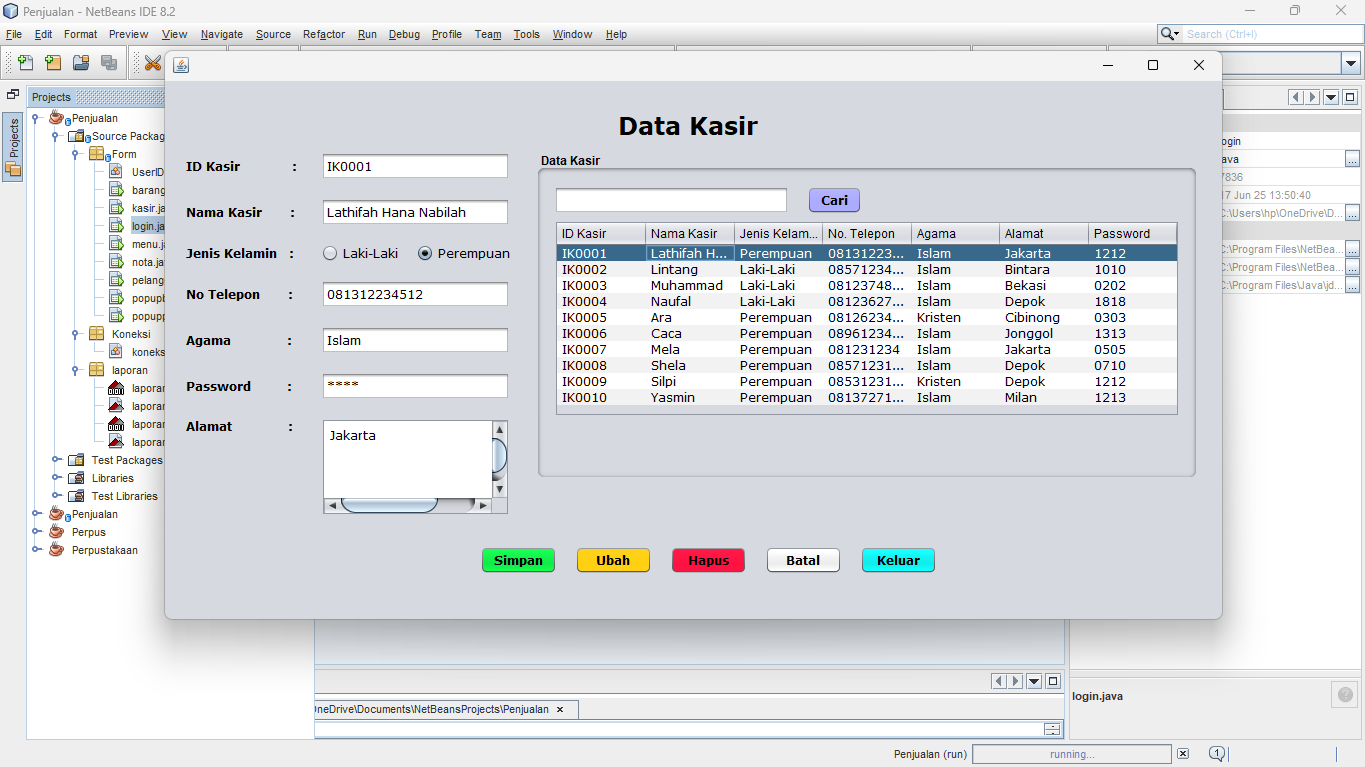 Penjualan - NetBeans IDE 8.2
File Edit Format Preview View Navigate Source Refactor Run Debug Profile Team Tools Window Help
Search (Ctrl+I)
Projects
Projects
Penjualan
Source Packag
Form
UserID
barang
kasir.ja
login.ja
menu.j
nota.ja
pelang
popupb
popupp
Koneksi
koneks
laporan
laporan
laporan
laporan
laporan
Test Packages
Libraries
Test Libraries
Penjualan
Perpus
Perpustakaan
Data Kasir
ID Kasir : IK0001
Nama Kasir : Lathifah Hana Nabilah
Jenis Kelamin : Laki-Laki Perempuan
No Telepon : 081312234512
Agama : Islam
Password : ****
Alamat : Jakarta
Data Kasir
Cari
ID Kasir Nama Kasir Jenis Kelam... No. Telepon Agama Alamat Password
IK0001 Lathifah H... Perempuan 08131223... Islam Jakarta 1212
IK0002 Lintang Laki-Laki 08571234... Islam Bintara 1010
IK0003 Muhammad Laki-Laki 08123748... Islam Bekasi 0202
IK0004 Naufal Laki-Laki 08123627... Islam Depok 1818
IK0005 Ara Perempuan 08126234... Kristen Cibinong 0303
IK0006 Caca Perempuan 08961234... Islam Jonggol 1313
IK0007 Mela Perempuan 081231234 Islam Jakarta 0505
IK0008 Shela Perempuan 08571231... Islam Depok 0710
IK0009 Silpi Perempuan 08531231... Kristen Depok 1212
IK0010 Yasmin Perempuan 08137271... Islam Milan 1213
Simpan Ubah Hapus Batal Keluar
ogin
ava ...
7836
17 Jun 25 13:50:40
C:\Users\hp\OneDrive\D... ...
C:\Program Files\NetBea... ...
C:\Program Files\NetBea... ...
C:\Program Files\Java\jd... ...
OneDrive\Documents\NetBeansProjects\Penjualan
login.java
Penjualan (run) running... 1